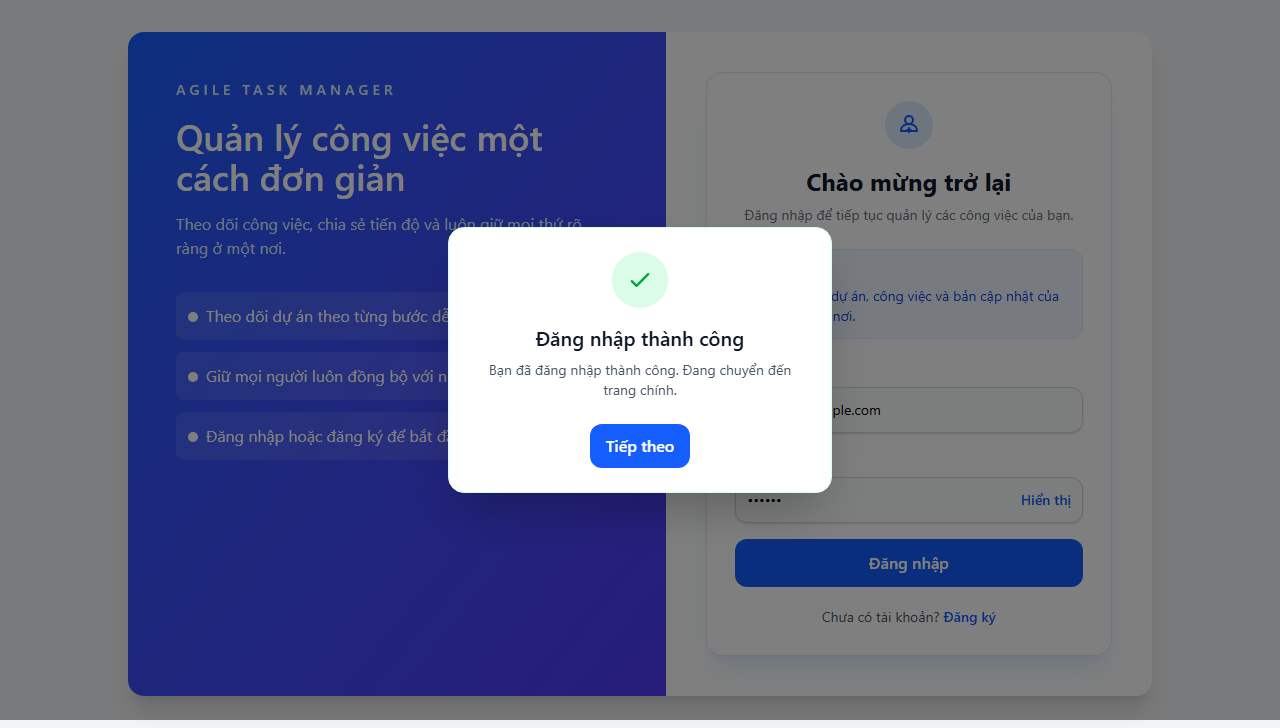 AGILE TASK MANAGER
Quản lý công việc một
cách đơn giản
Theo dõi công việc, chia sẻ tiến độ và luôn giữ mọi thứ rõ
ràng ở một nơi.
Theo dõi dự án theo từng bước
Giữ mọi người luôn đồng bộ với
Đăng nhập hoặc đăng ký để bắt
Chào mừng trở lại
Đăng nhập để tiếp tục quản lý các công việc của bạn.
dự án, công việc và bản cập nhật của
nơi.
ple.com
••••••
Hiển thị
Đăng nhập
Chưa có tài khoản? Đăng ký
Đăng nhập thành công
Bạn đã đăng nhập thành công. Đang chuyển đến
trang chính.
Tiếp theo